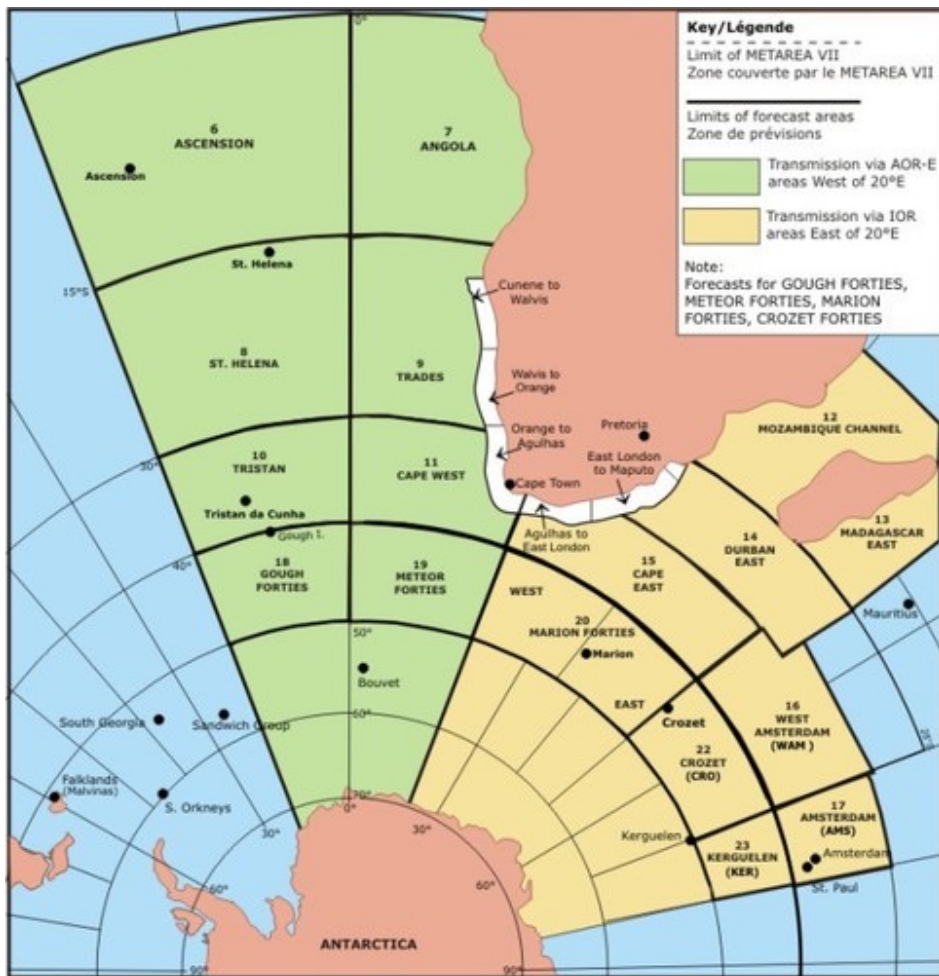 0°
Key/Légende
Limit of METAREA VII
Zone couverte par le METAREA VII
Limits of forecast areas
Zone de prévisions
Transmission via AOR-E
areas West of 20°E
Transmission via IOR
areas East of 20°E
Note:
Forecasts for GOUGH FORTIES,
METEOR FORTIES, MARION
FORTIES, CROZET FORTIES
6
ASCENSION
Ascension
7
ANGOLA
St. Helena
15°S
Cunene to
Walvis
8
ST. HELENA
9
TRADES
Walvis to
Orange
Orange to
Agulhas
Pretoria
East London
to Maputo
12
MOZAMBIQUE CHANNEL
30°
10
TRISTAN
Tristan da Cunha
Gough I.
11
CAPE WEST
Cape Town
Agulhas to
East London
13
MADAGASCAR
EAST
14
DURBAN
EAST
15
CAPE
EAST
40°
18
GOUGH
FORTIES
19
METEOR
FORTIES
WEST
20
MARION FORTIES
Marion
Mauritius
50°
Bouvet
EAST
Crozet
16
WEST
AMSTERDAM
(WAM )
South Georgia
Sandwich Group
60°
22
CROZET
(CRO)
Falklands
(Malvinas)
S. Orkneys
70°
0°
30°
30°
Kerguelen
23
KERGUELEN
(KER)
17
AMSTERDAM
(AMS)
Amsterdam
St. Paul
60°
60°
ANTARCTICA
90°
90°